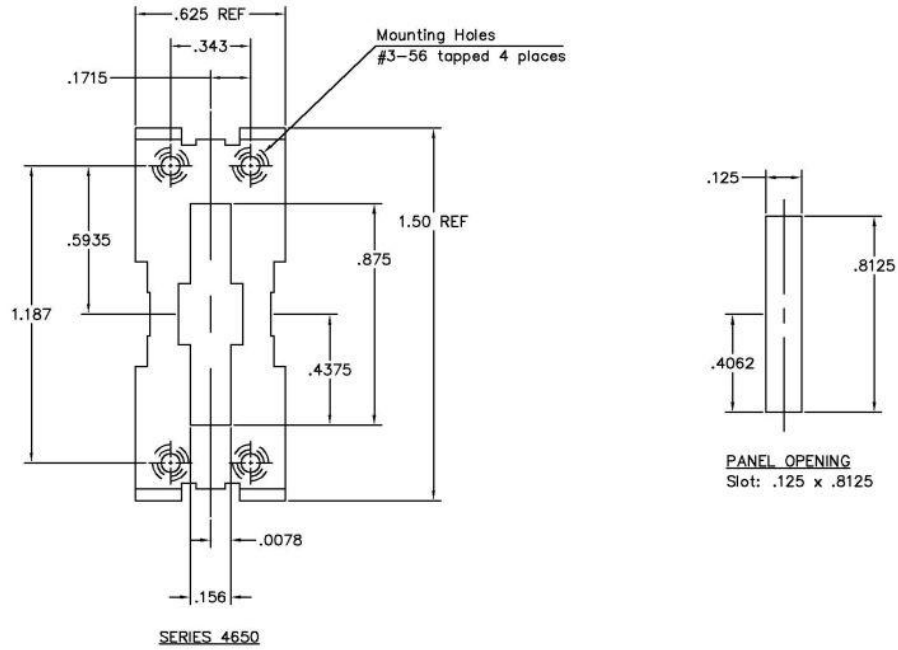 .625 REF
.343
Mounting Holes
#3-56 tapped 4 places
.1715
.125
1.50 REF
.5935
.875
.8125
1.187
.4375
.4062
PANEL OPENING
Slot: .125 x .8125
.0078
.156
SERIES 4650